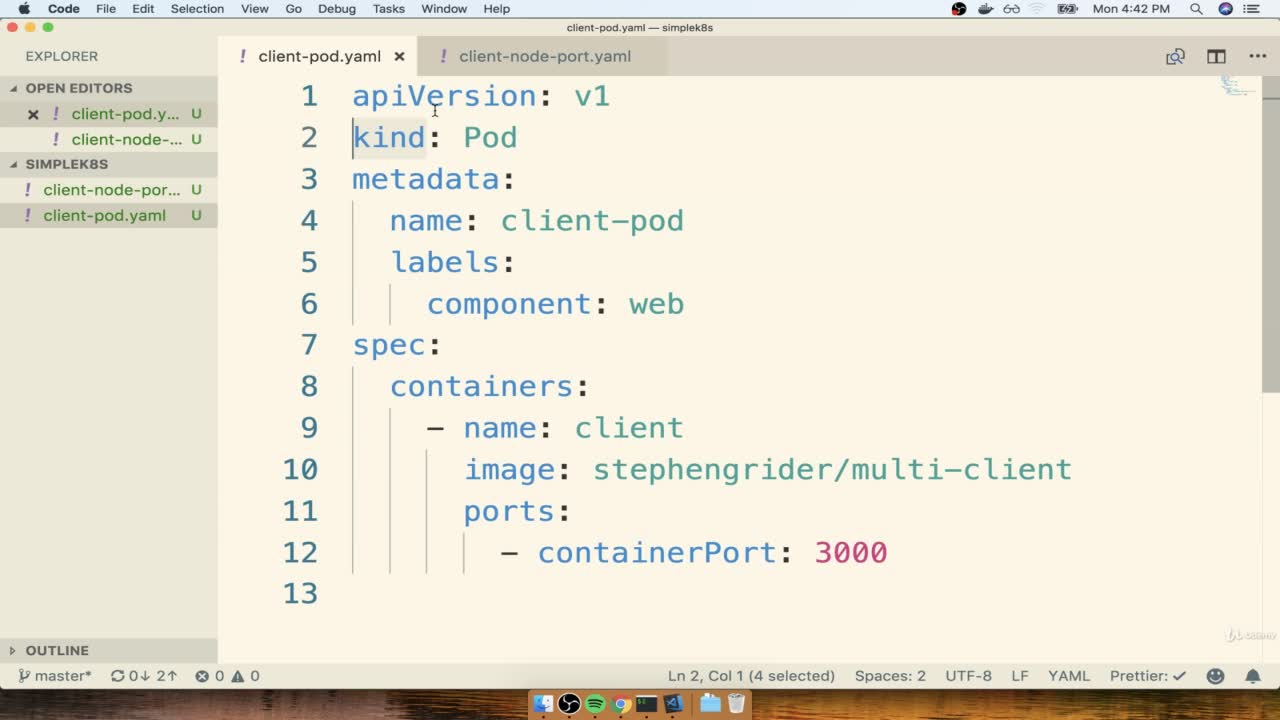 Code File Edit Selection View Go Debug Tasks Window Help Mon 4:42 PM
client-pod.yaml — simplek8s
EXPLORER
! client-pod.yaml × ! client-node-port.yaml
OPEN EDITORS
× ! client-pod.y... U
! client-node-... U
SIMPLEK8S
! client-node-por... U
! client-pod.yaml U
1 apiVersion: v1
2 kind: Pod
3 metadata:
4 name: client-pod
5 labels:
6 component: web
7 spec:
8 containers:
9 - name: client
10 image: stephengrider/multi-client
11 ports:
12 - containerPort: 3000
13
Udemy
OUTLINE
master* 0↓ 2↑ 0 0 Ln 2, Col 1 (4 selected) Spaces: 2 UTF-8 LF YAML Prettier: ✓